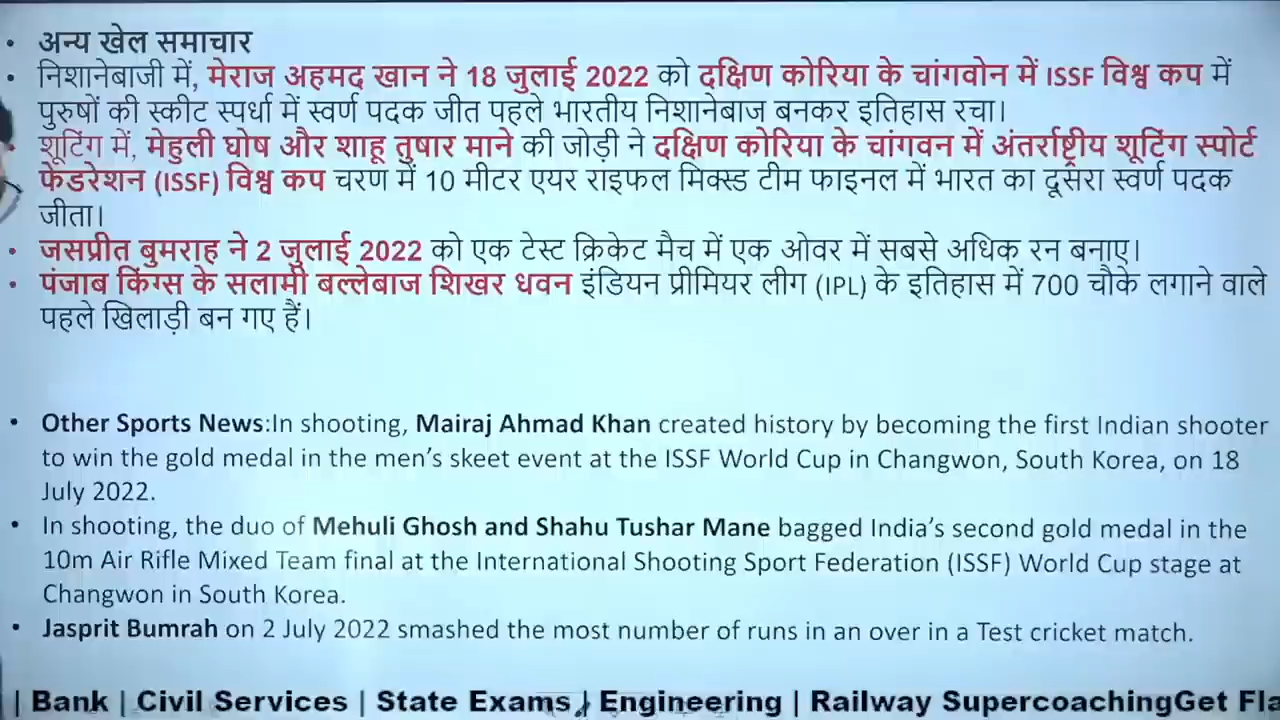 • अन्य खेल समाचार
• निशानेबाजी में, मेराज अहमद खान ने 18 जुलाई 2022 को दक्षिण कोरिया के चांगवोन में ISSF विश्व कप में
पुरुषों की स्कीट स्पर्धा में स्वर्ण पदक जीत पहले भारतीय निशानेबाज बनकर इतिहास रचा।
• शूटिंग में, मेहुली घोष और शाहू तुषार माने की जोड़ी ने दक्षिण कोरिया के चांगवन में अंतर्राष्ट्रीय शूटिंग स्पोर्ट
फेडरेशन (ISSF) विश्व कप चरण में 10 मीटर एयर राइफल मिक्स्ड टीम फाइनल में भारत का दूसरा स्वर्ण पदक
जीता।
• जसप्रीत बुमराह ने 2 जुलाई 2022 को एक टेस्ट क्रिकेट मैच में एक ओवर में सबसे अधिक रन बनाए।
• पंजाब किंग्स के सलामी बल्लेबाज शिखर धवन इंडियन प्रीमियर लीग (IPL) के इतिहास में 700 चौके लगाने वाले
पहले खिलाड़ी बन गए हैं।
• Other Sports News:In shooting, Mairaj Ahmad Khan created history by becoming the first Indian shooter
to win the gold medal in the men's skeet event at the ISSF World Cup in Changwon, South Korea, on 18
July 2022.
• In shooting, the duo of Mehuli Ghosh and Shahu Tushar Mane bagged India's second gold medal in the
10m Air Rifle Mixed Team final at the International Shooting Sport Federation (ISSF) World Cup stage at
Changwon in South Korea.
• Jasprit Bumrah on 2 July 2022 smashed the most number of runs in an over in a Test cricket match.
| Bank | Civil Services | State Exams | Engineering | Railway SupercoachingGet Fla